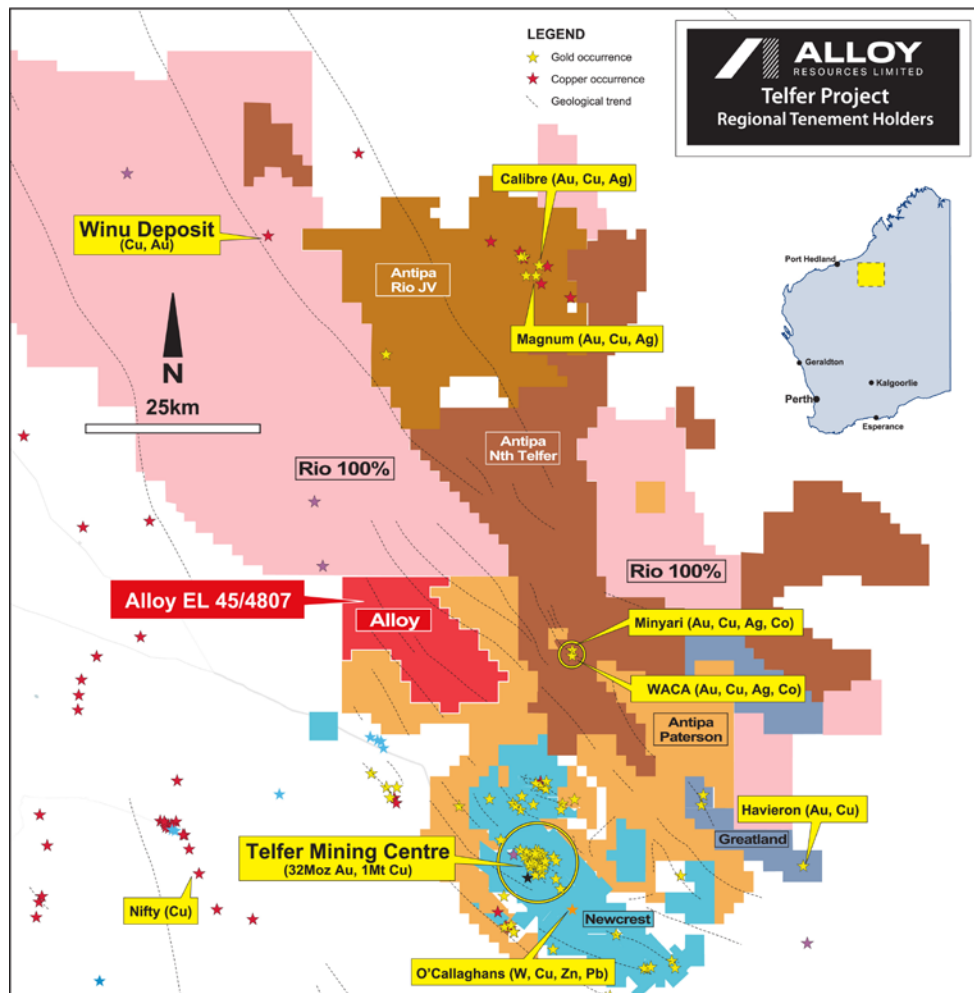 LEGEND
Gold occurrence
Copper occurrence
Geological trend
ALLOY
RESOURCES LIMITED
Telfer Project
Regional Tenement Holders
Calibre (Au, Cu, Ag)
Winu Deposit
(Cu, Au)
Antipa
Rio JV
Magnum (Au, Cu, Ag)
Port Hedland
Geraldton
Kalgoorlie
Perth
Esperance
N
25km
Antipa
Nth Telfer
Rio 100%
Rio 100%
Alloy EL 45/4807
Alloy
Minyari (Au, Cu, Ag, Co)
WACA (Au, Cu, Ag, Co)
Antipa
Paterson
Havieron (Au, Cu)
Greatland
Telfer Mining Centre
(32Moz Au, 1Mt Cu)
Nifty (Cu)
Newcrest
O'Callaghans (W, Cu, Zn, Pb)